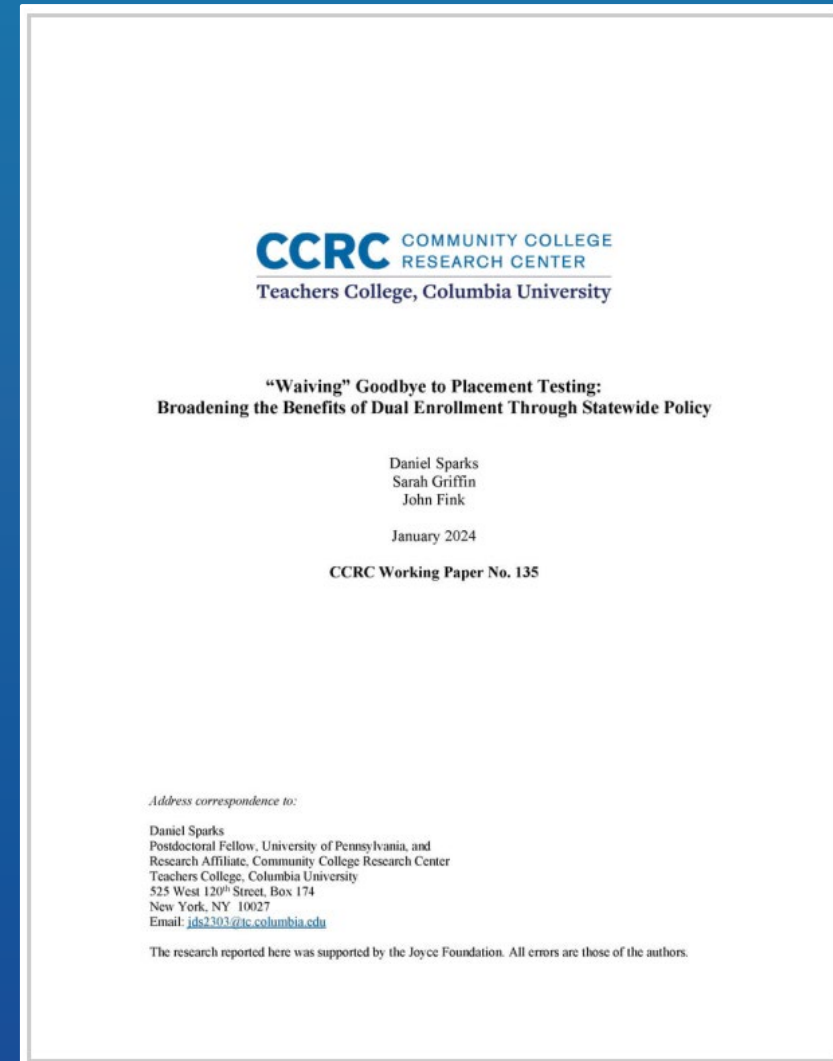 CCRC COMMUNITY COLLEGE
RESEARCH CENTER
Teachers College, Columbia University
“Waiving” Goodbye to Placement Testing:
Broadening the Benefits of Dual Enrollment Through Statewide Policy
Daniel Sparks
Sarah Griffin
John Fink
January 2024
CCRC Working Paper No. 135
Address correspondence to:
Daniel Sparks
Postdoctoral Fellow, University of Pennsylvania, and
Research Affiliate, Community College Research Center
Teachers College, Columbia University
525 West 120th Street, Box 174
New York, NY 10027
Email: jds2303@tc.columbia.edu
The research reported here was supported by the Joyce Foundation. All errors are those of the authors.